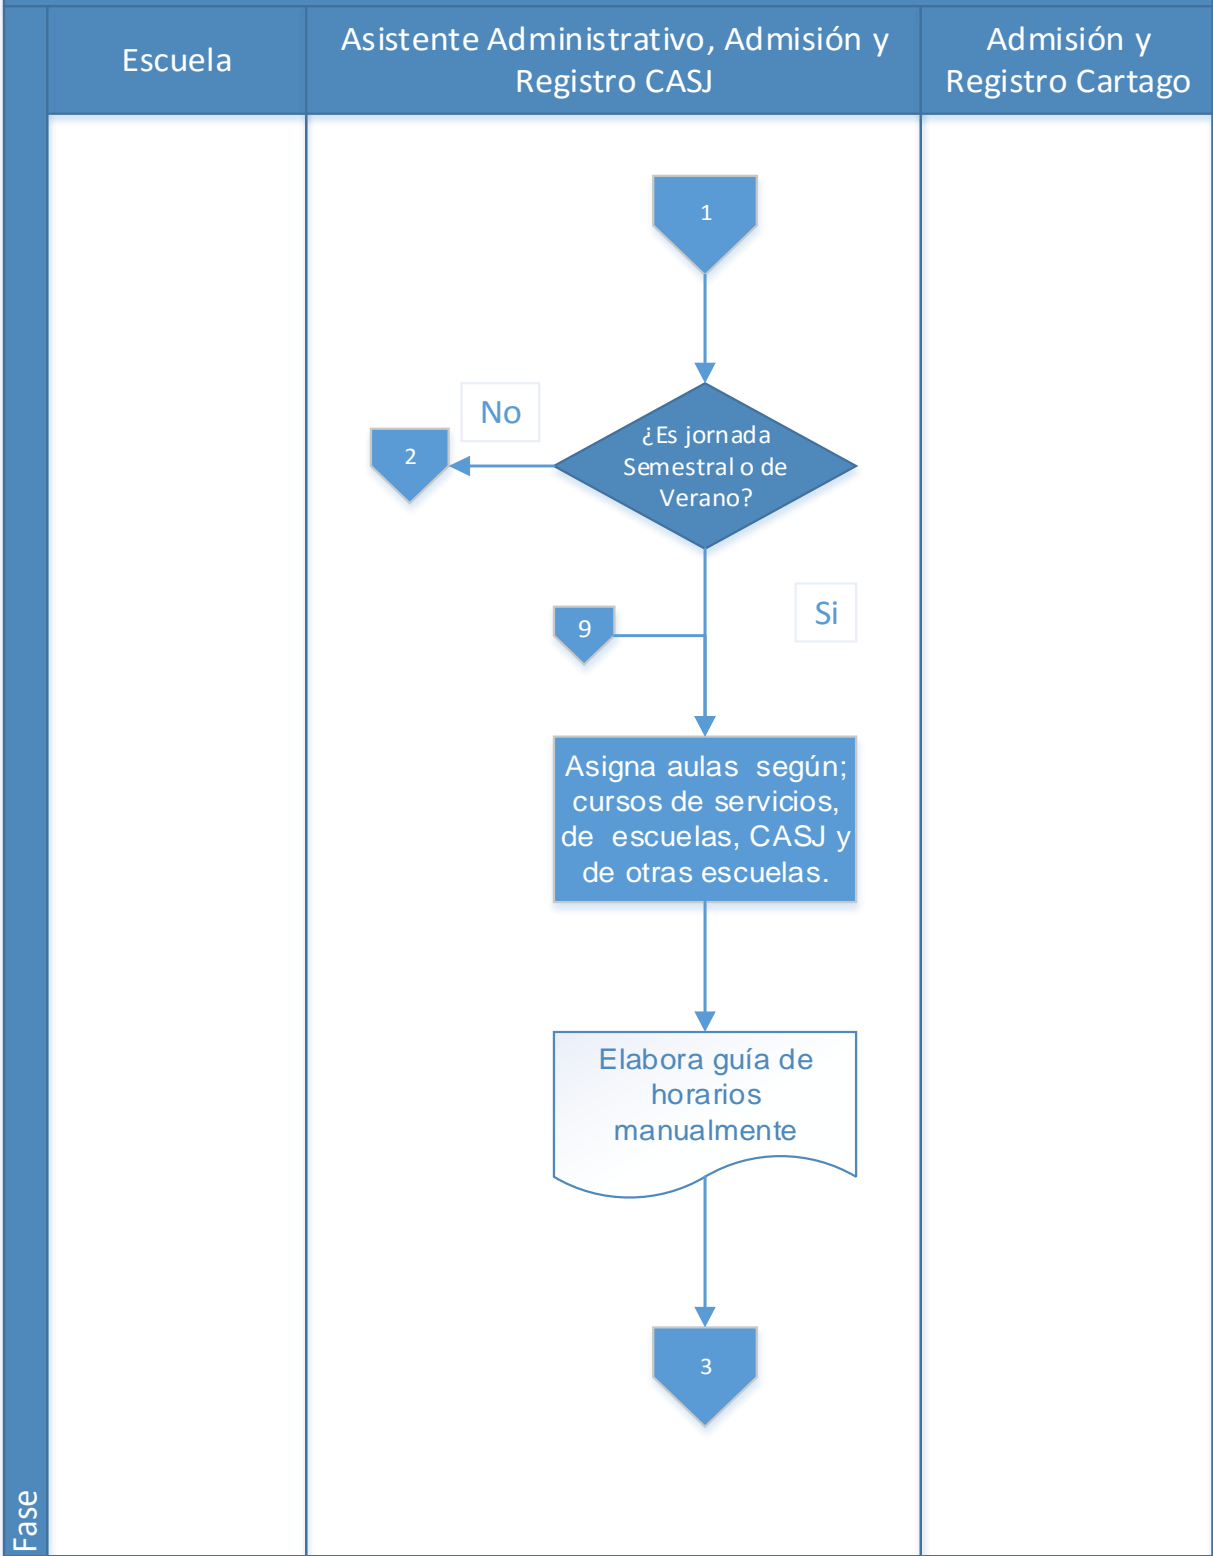 Escuela
Asistente Administrativo, Admisión y
Registro CASJ
Admisión y
Registro Cartago
1
No
¿Es jornada
Semestral o de
Verano?
2
Si
9
Asigna aulas según;
cursos de servicios,
de escuelas, CASJ y
de otras escuelas.
Elabora guía de
horarios
manualmente
3
Fase